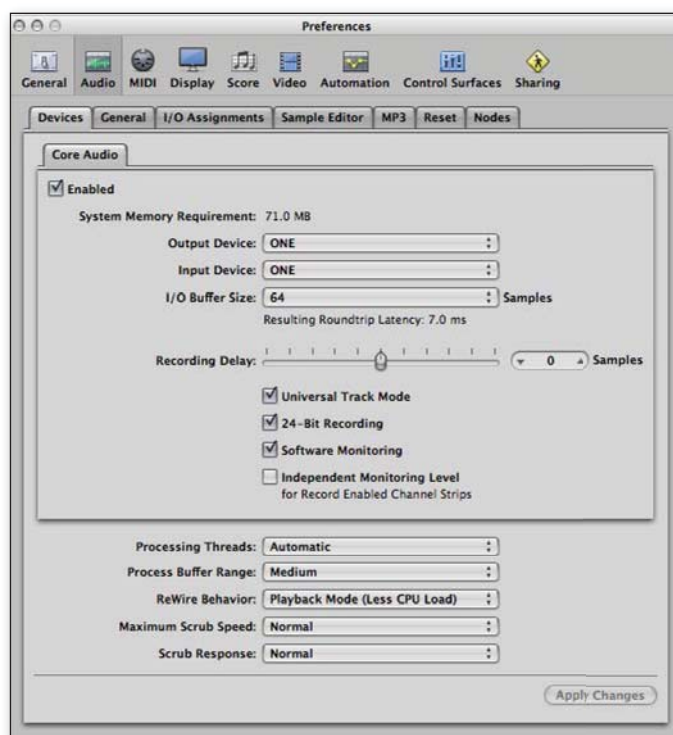 Preferences
General Audio MIDI Display Score Video Automation Control Surfaces Sharing
Devices General I/O Assignments Sample Editor MP3 Reset Nodes
Core Audio
Enabled
System Memory Requirement: 71.0 MB
Output Device: ONE
Input Device: ONE
I/O Buffer Size: 64 Samples
Resulting Roundtrip Latency: 7.0 ms
Recording Delay: 0 Samples
Universal Track Mode
24-Bit Recording
Software Monitoring
Independent Monitoring Level
for Record Enabled Channel Strips
Processing Threads: Automatic
Process Buffer Range: Medium
ReWire Behavior: Playback Mode (Less CPU Load)
Maximum Scrub Speed: Normal
Scrub Response: Normal
Apply Changes